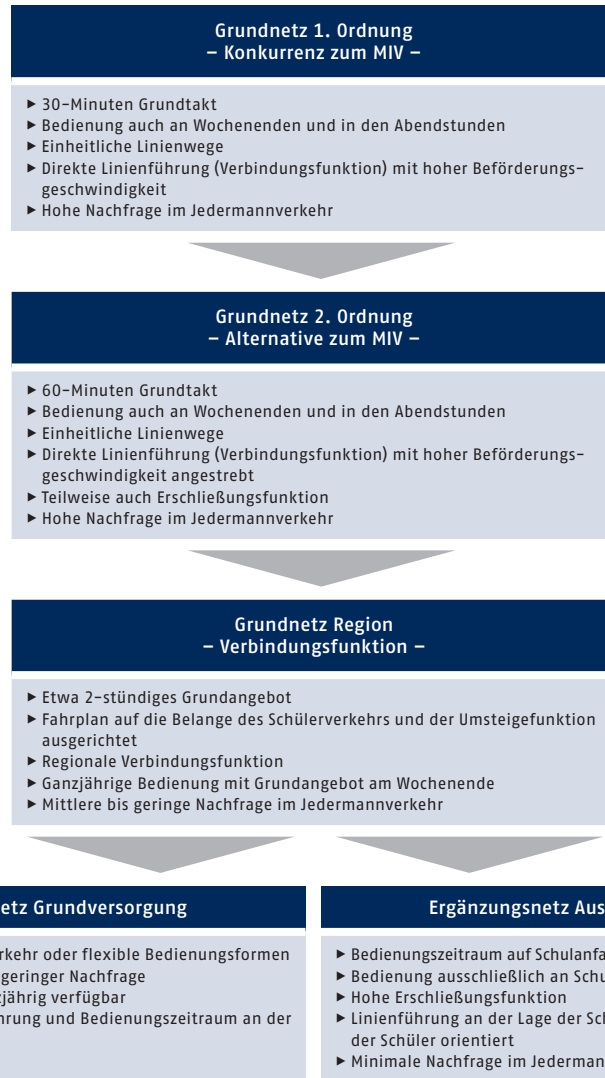 Grundnetz 1. Ordnung
– Konkurrenz zum MIV –
▸ 30-Minuten Grundtakt
▸ Bedienung auch an Wochenenden und in den Abendstunden
▸ Einheitliche Linienwege
▸ Direkte Linienführung (Verbindungsfunktion) mit hoher Beförderungs-
geschwindigkeit
▸ Hohe Nachfrage im Jedermannverkehr
Grundnetz 2. Ordnung
– Alternative zum MIV –
▸ 60-Minuten Grundtakt
▸ Bedienung auch an Wochenenden und in den Abendstunden
▸ Einheitliche Linienwege
▸ Direkte Linienführung (Verbindungsfunktion) mit hoher Beförderungs-
geschwindigkeit angestrebt
▸ Teilweise auch Erschließungsfunktion
▸ Hohe Nachfrage im Jedermannverkehr
Grundnetz Region
– Verbindungsfunktion –
▸ Etwa 2-stündiges Grundangebot
▸ Fahrplan auf die Belange des Schülerverkehrs und der Umsteigefunktion
ausgerichtet
▸ Regionale Verbindungsfunktion
▸ Ganzjährige Bedienung mit Grundangebot am Wochenende
▸ Mittlere bis geringe Nachfrage im Jedermannverkehr
Grundversorgung
oder flexible Bedienungsformen
geringer Nachfrage
verfügbar
und Bedienungszeitraum an der
Ergänzungsnetz
▸ Bedienungszeitraum auf
▸ Bedienung ausschließlich an
▸ Hohe Erschließungsfunktion
▸ Linienführung an der Lage der
der Schüler orientiert
▸ Minimale Nachfrage im